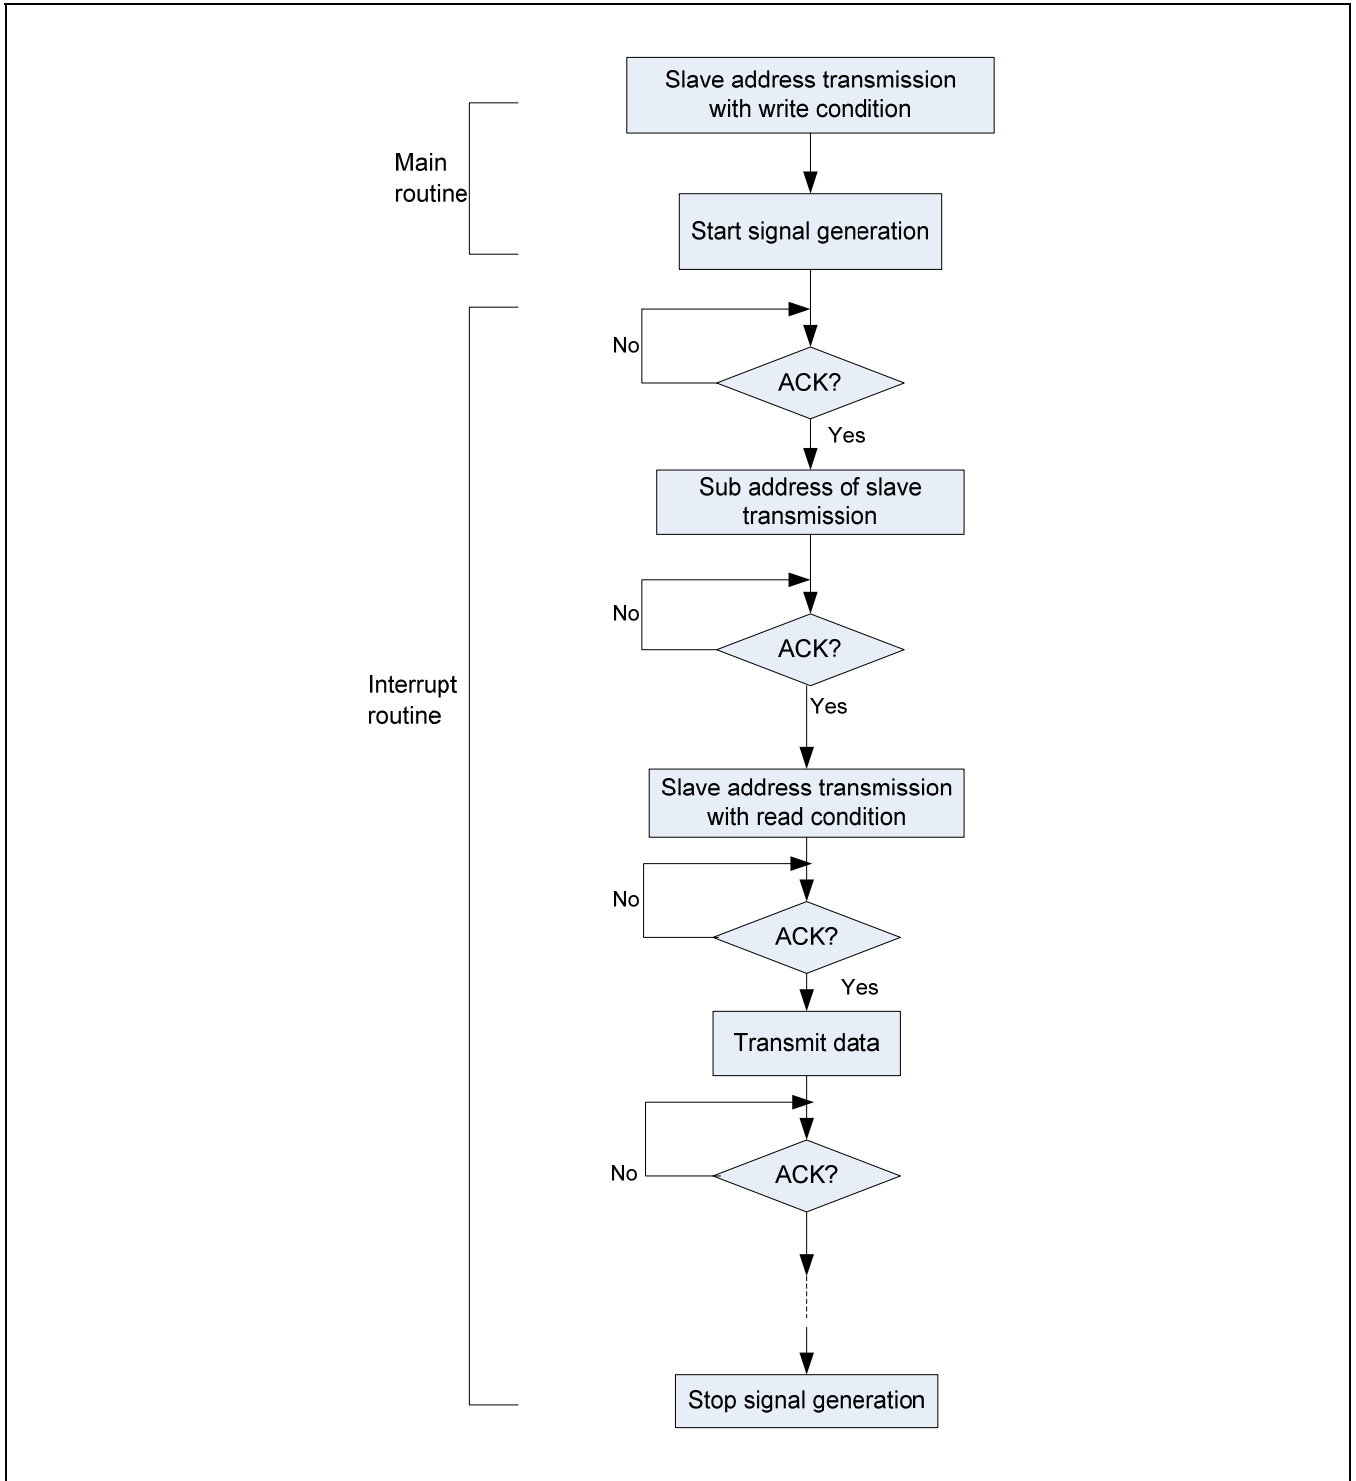 Slave address transmission
with write condition
Main
routine
Start signal generation
No
ACK?
Yes
Sub address of slave
transmission
No
ACK?
Interrupt
routine
Yes
Slave address transmission
with read condition
No
ACK?
Yes
Transmit data
No
ACK?
Stop signal generation